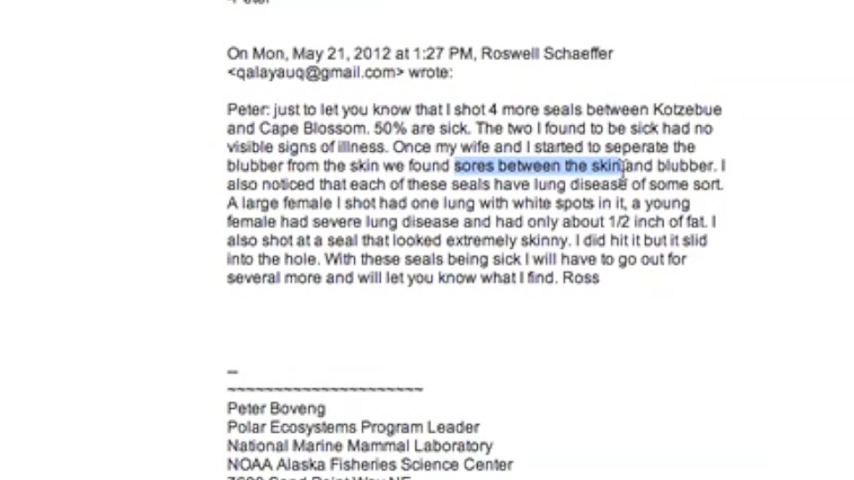 On Mon, May 21, 2012 at 1:27 PM, Roswell Schaeffer
<qalayauq@gmail.com> wrote:
Peter: just to let you know that I shot 4 more seals between Kotzebue
and Cape Blossom. 50% are sick. The two I found to be sick had no
visible signs of illness. Once my wife and I started to seperate the
blubber from the skin we found sores between the skin and blubber. I
also noticed that each of these seals have lung disease of some sort.
A large female I shot had one lung with white spots in it, a young
female had severe lung disease and had only about 1/2 inch of fat. I
also shot at a seal that looked extremely skinny. I did hit it but it slid
into the hole. With these seals being sick I will have to go out for
several more and will let you know what I find. Ross
--
~~~~~~~~~~~~~~~~~~~~~~
Peter Boveng
Polar Ecosystems Program Leader
National Marine Mammal Laboratory
NOAA Alaska Fisheries Science Center